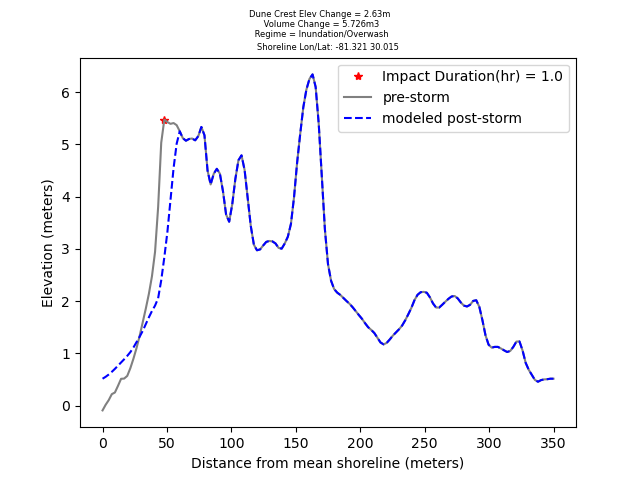 Dune Crest Elev Change = 2.63m
Volume Change = 5.726m3
Regime = Inundation/Overwash
Shoreline Lon/Lat: -81.321 30.015
Impact Duration(hr) = 1.0
pre-storm
modeled post-storm
Elevation (meters)
6
5
4
3
2
1
0
0 50 100 150 200 250 300 350
Distance from mean shoreline (meters)